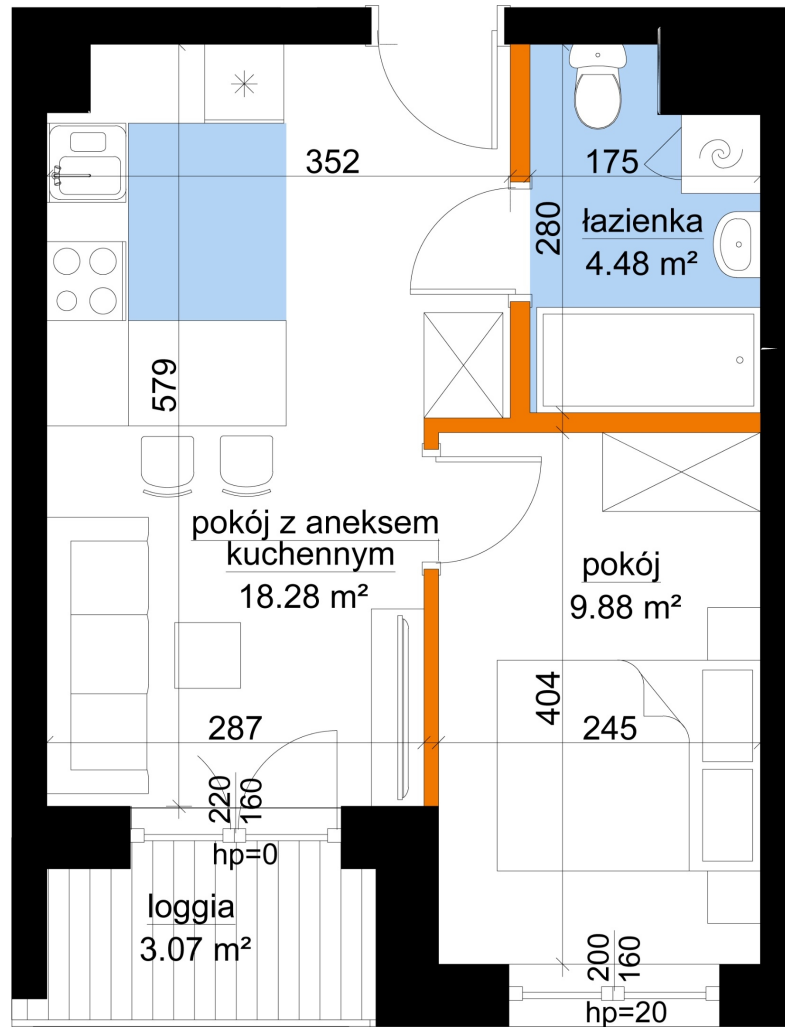 352
175
280
łazienka
4.48 m²
579
pokój z aneksem
kuchennym
18.28 m²
pokój
9.88 m²
404
287
245
220
160
hp=0
loggia
3.07 m²
200
160
hp=20